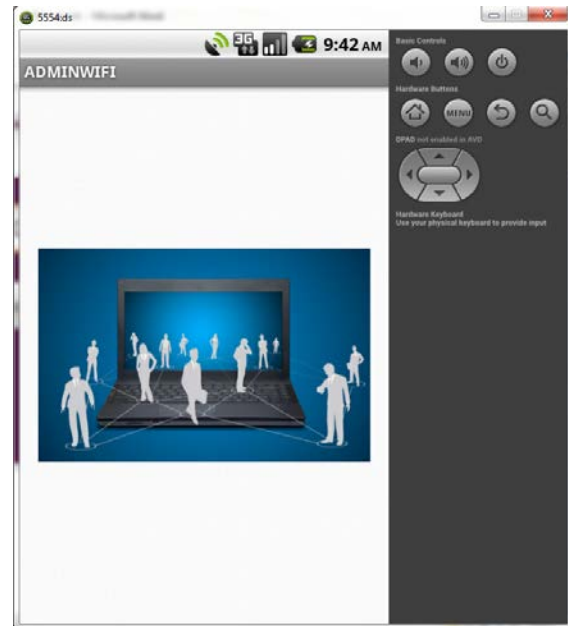 5554:ds
3G
9:42 AM
ADMINWIFI
Basic Controls
Hardware Buttons
MENU
DPAD not enabled in AVD
Hardware Keyboard
Use your physical keyboard to provide input